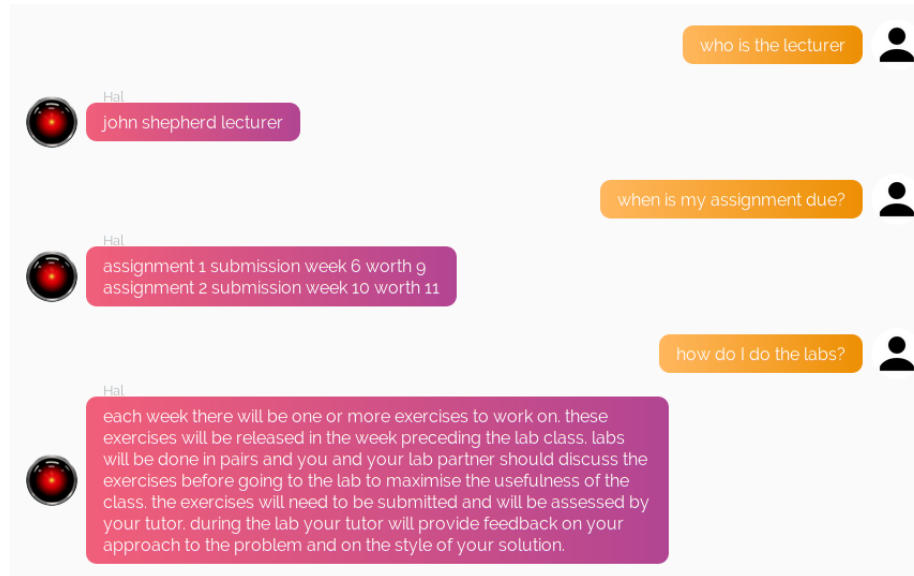 who is the lecturer
Hal
john shepherd lecturer
when is my assignment due?
Hal
assignment 1 submission week 6 worth 9
assignment 2 submission week 10 worth 11
how do I do the labs?
Hal
each week there will be one or more exercises to work on. these
exercises will be released in the week preceding the lab class. labs
will be done in pairs and you and your lab partner should discuss the
exercises before going to the lab to maximise the usefulness of the
class. the exercises will need to be submitted and will be assessed by
your tutor. during the lab your tutor will provide feedback on your
approach to the problem and on the style of your solution.